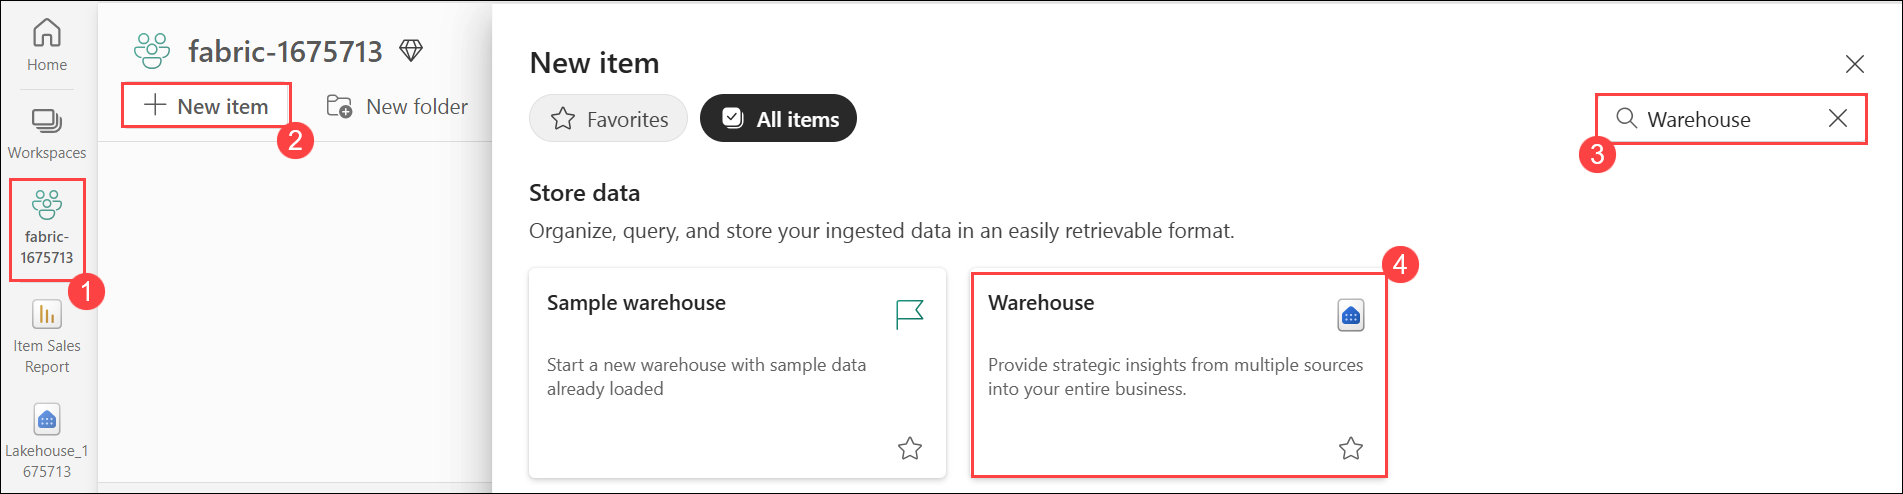 Home
Workspaces
fabric-
1675713
1
Item Sales
Report
Lakehouse_1
675713
fabric-1675713
New item
2
New folder
New item
Favorites
All items
Warehouse
3
Store data
Organize, query, and store your ingested data in an easily retrievable format.
Sample warehouse
Start a new warehouse with sample data
already loaded
4
Warehouse
Provide strategic insights from multiple sources
into your entire business.